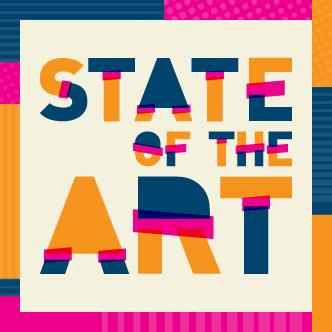 STATE
OF THE
ART